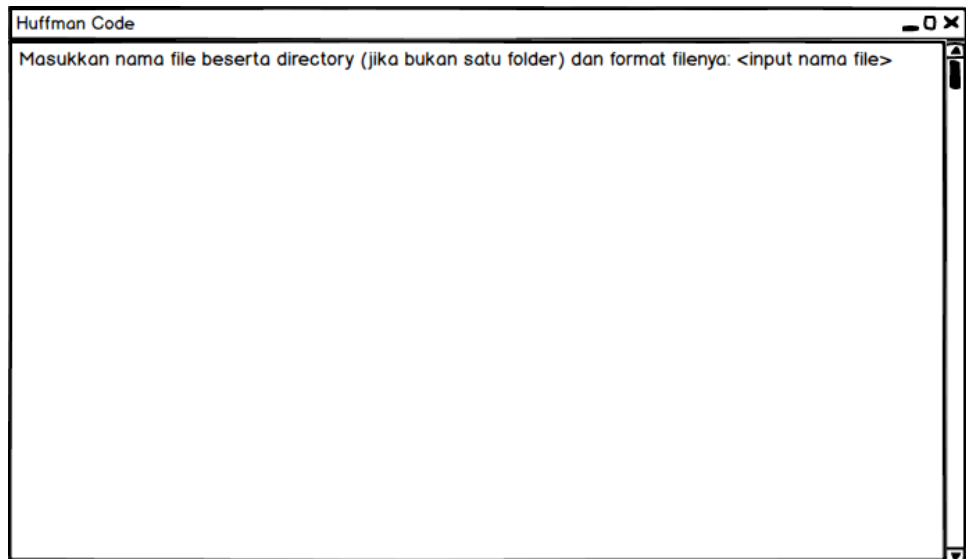 Huffman Code
Masukkan nama file beserta directory (jika bukan satu folder) dan format filenya: <input nama file>